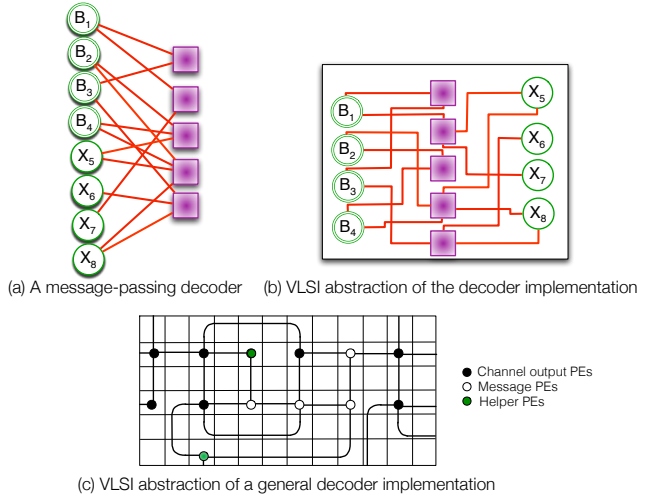 B1
B2
B3
B4
X5
X6
X7
X8
(a) A message-passing decoder
B1
B2
B3
B4
X5
X6
X7
X8
(b) VLSI abstraction of the decoder implementation
Channel output PEs
Message PEs
Helper PEs
(c) VLSI abstraction of a general decoder implementation